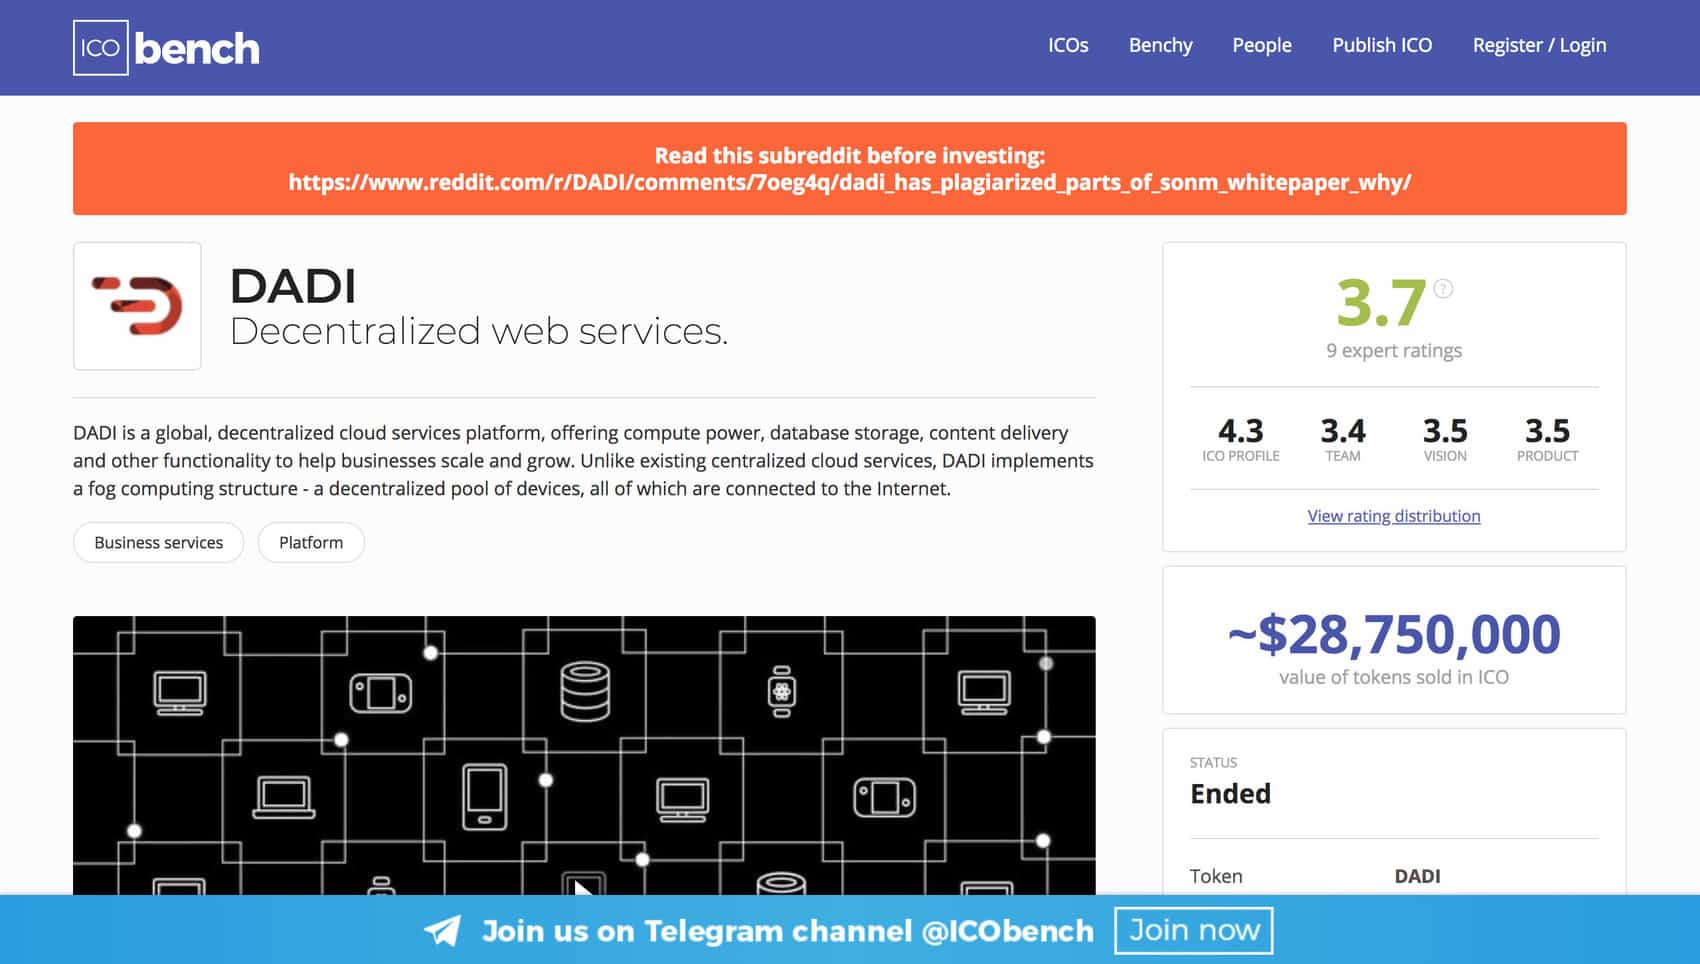 ICO bench
ICOs Benchy People Publish ICO Register / Login
Read this subreddit before investing:
https://www.reddit.com/r/DADI/comments/7oeg4q/dadi_has_plagiarized_parts_of_sonm_whitepaper_why/
DADI
Decentralized web services.
DADI is a global, decentralized cloud services platform, offering compute power, database storage, content delivery
and other functionality to help businesses scale and grow. Unlike existing centralized cloud services, DADI implements
a fog computing structure - a decentralized pool of devices, all of which are connected to the Internet.
Business services Platform
3.7 ?
9 expert ratings
4.3 3.4 3.5 3.5
ICO PROFILE TEAM VISION PRODUCT
View rating distribution
~$28,750,000
value of tokens sold in ICO
STATUS
Ended
Token DADI
Join us on Telegram channel @ICObench Join now